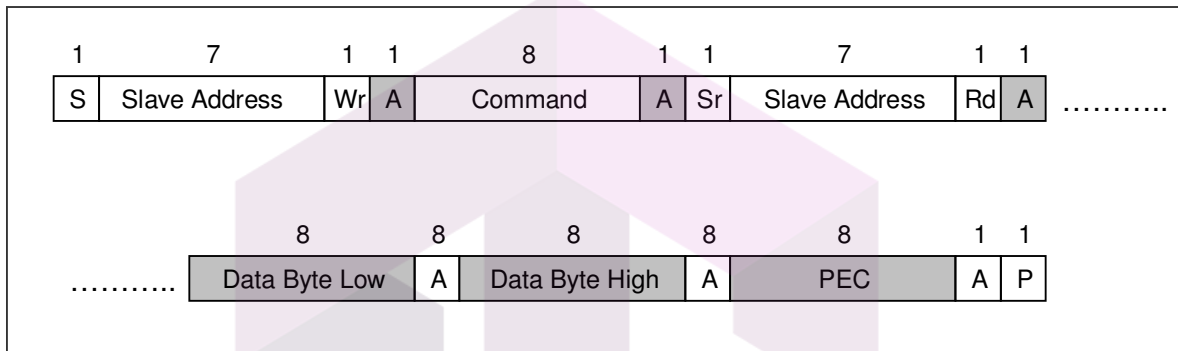 1 7 1 1 8 1 1 7 1 1
S Slave Address Wr A Command A Sr Slave Address Rd A ………..
8 8 8 8 8 1 1
……….. Data Byte Low A Data Byte High A PEC A P